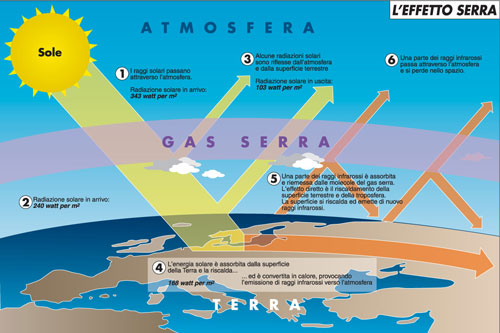 L'EFFETTO SERRA
ATMOSFERA
Sole
1 I raggi solari passano
attraverso l'atmosfera.
Radiazione solare in arrivo:
343 watt per m²
3 Alcune radiazioni solari
sono riflesse dall'atmosfera
e dalla superficie terrestre
Radiazione solare in uscita:
103 watt per m²
6 Una parte dei raggi infrarossi
passa attraverso l'atmosfera
e si perde nello spazio.
GAS SERRA
2 Radiazione solare in arrivo:
240 watt per m²
5 Una parte dei raggi infrarossi è assorbita
e riemessa dalle molecole del gas serra.
L'effetto diretto è il riscaldamento della
superficie terrestre e della troposfera.
La superficie si riscalda ed emette di nuovo
raggi infrarossi.
4 L'energia solare è assorbita dalla superficie
della Terra e la riscalda...
168 watt per m²
... ed è convertita in calore, provocando
l'emissione di raggi infrarossi verso l'atmosfera
TERRA